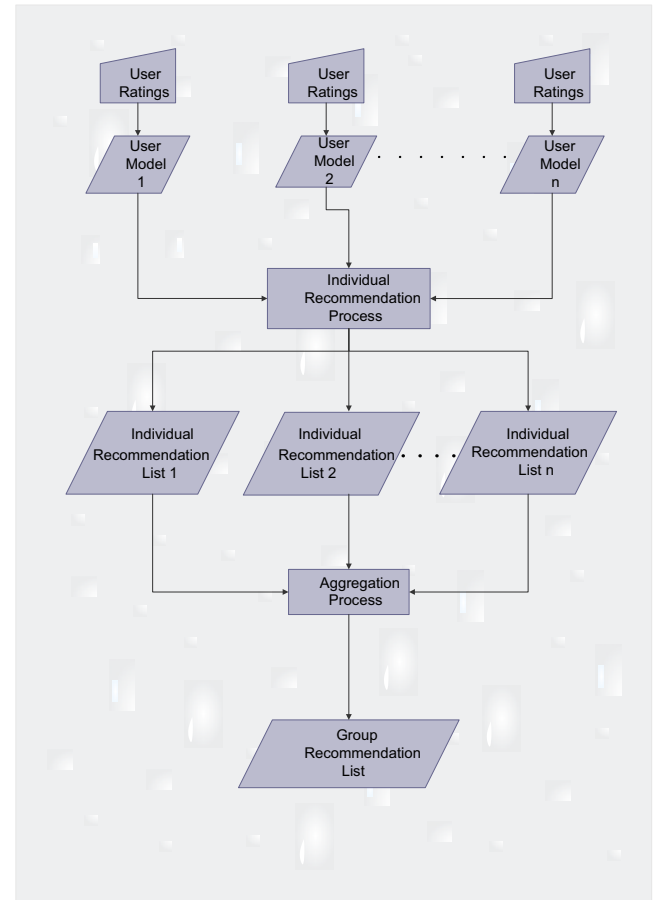 User
Ratings
User
Ratings
User
Ratings
User
Model
1
User
Model
2
. . . . . . .
User
Model
n
Individual
Recommendation
Process
Individual
Recommendation
List 1
Individual
Recommendation
List 2
. . . .
Individual
Recommendation
List n
Aggregation
Process
Group
Recommendation
List